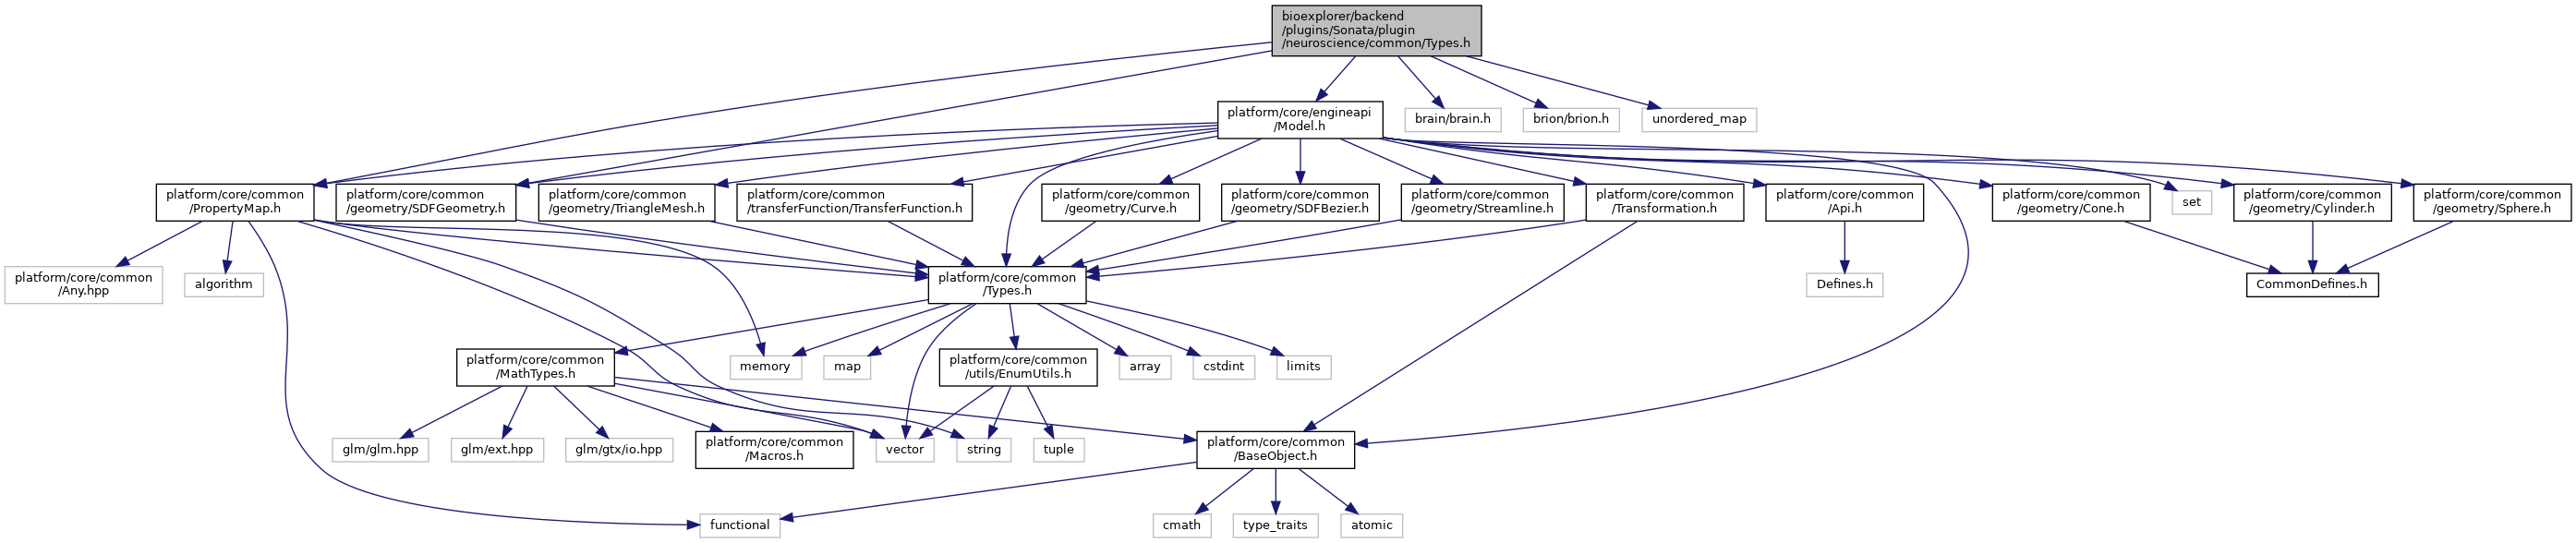 bioexplorer/backend
/plugins/Sonata/plugin
/neuroscience/common/Types.h
platform/core/engineapi
/Model.h
brain/brain.h
brion/brion.h
unordered_map
platform/core/common
/PropertyMap.h
platform/core/common
/geometry/SDFGeometry.h
platform/core/common
/geometry/TriangleMesh.h
platform/core/common
/transferFunction/TransferFunction.h
platform/core/common
/geometry/Curve.h
platform/core/common
/geometry/SDFBezier.h
platform/core/common
/geometry/Streamline.h
platform/core/common
/Transformation.h
platform/core/common
/Api.h
platform/core/common
/geometry/Cone.h
set
platform/core/common
/geometry/Cylinder.h
platform/core/common
/geometry/Sphere.h
platform/core/common
/Any.hpp
algorithm
platform/core/common
/Types.h
Defines.h
CommonDefines.h
platform/core/common
/MathTypes.h
memory
map
platform/core/common
/utils/EnumUtils.h
array
cstdint
limits
glm/glm.hpp
glm/ext.hpp
glm/gtx/io.hpp
platform/core/common
/Macros.h
vector
string
tuple
platform/core/common
/BaseObject.h
functional
cmath
type_traits
atomic